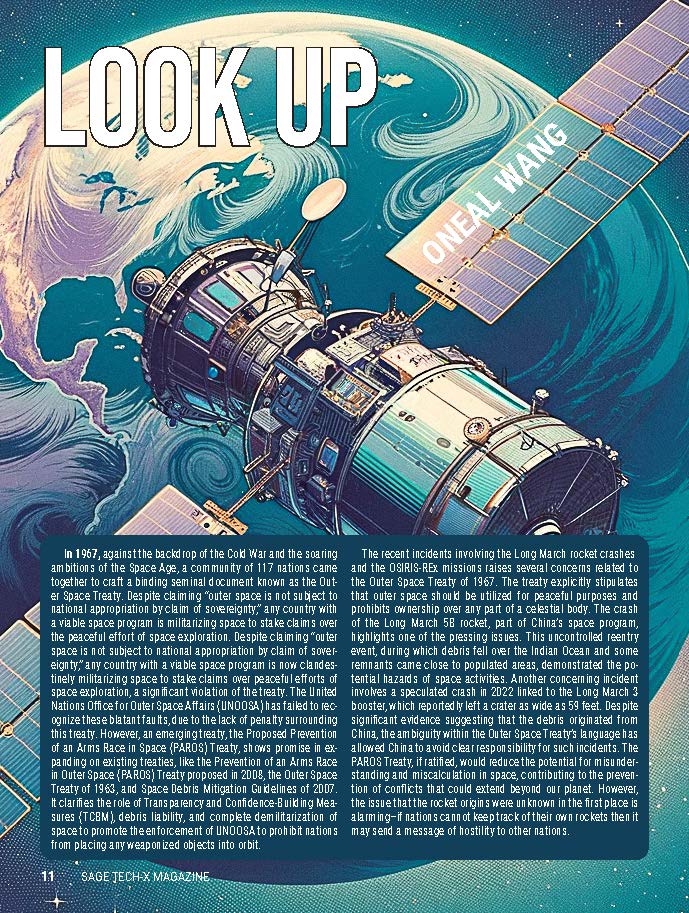 LOOK UP
ONEAL WANG
In 1967, against the backdrop of the Cold War and the soaring
ambitions of the Space Age, a community of 117 nations came
together to craft a binding seminal document known as the Out-
er Space Treaty. Despite claiming “outer space is not subject to
national appropriation by claim of sovereignty,” any country with
a viable space program is militarizing space to stake claims over
the peaceful effort of space exploration. Despite claiming “outer
space is not subject to national appropriation by claim of sover-
eignty,” any country with a viable space program is now clandes-
tinely militarizing space to stake claims over peaceful efforts of
space exploration, a significant violation of the treaty. The United
Nations Office for Outer Space Affairs (UNOOSA) has failed to rec-
ognize these blatant faults, due to the lack of penalty surrounding
this treaty. However, an emerging treaty, the Proposed Prevention
of an Arms Race in Space (PAROS) Treaty, shows promise in ex-
panding on existing treaties, like the Prevention of an Arms Race
in Outer Space (PAROS) Treaty proposed in 2008, the Outer Space
Treaty of 1963, and Space Debris Mitigation Guidelines of 2007.
It clarifies the role of Transparency and Confidence-Building Mea-
sures (TCBM), debris liability, and complete demilitarization of
space to promote the enforcement of UNOOSA to prohibit nations
from placing any weaponized objects into orbit.
The recent incidents involving the Long March rocket crashes
and the OSIRIS-REx missions raises several concerns related to
the Outer Space Treaty of 1967. The treaty explicitly stipulates
that outer space should be utilized for peaceful purposes and
prohibits ownership over any part of a celestial body. The crash
of the Long March 5B rocket, part of China’s space program,
highlights one of the pressing issues. This uncontrolled reentry
event, during which debris fell over the Indian Ocean and some
remnants came close to populated areas, demonstrated the po-
tential hazards of space activities. Another concerning incident
involves a speculated crash in 2022 linked to the Long March 3
booster, which reportedly left a crater as wide as 59 feet. Despite
significant evidence suggesting that the debris originated from
China, the ambiguity within the Outer Space Treaty’s language has
allowed China to avoid clear responsibility for such incidents. The
PAROS Treaty, if ratified, would reduce the potential for misunder-
standing and miscalculation in space, contributing to the preven-
tion of conflicts that could extend beyond our planet. However,
the issue that the rocket origins were unknown in the first place is
alarming—if nations cannot keep track of their own rockets then it
may send a message of hostility to other nations.
11 SAGE TECH-X MAGAZINE